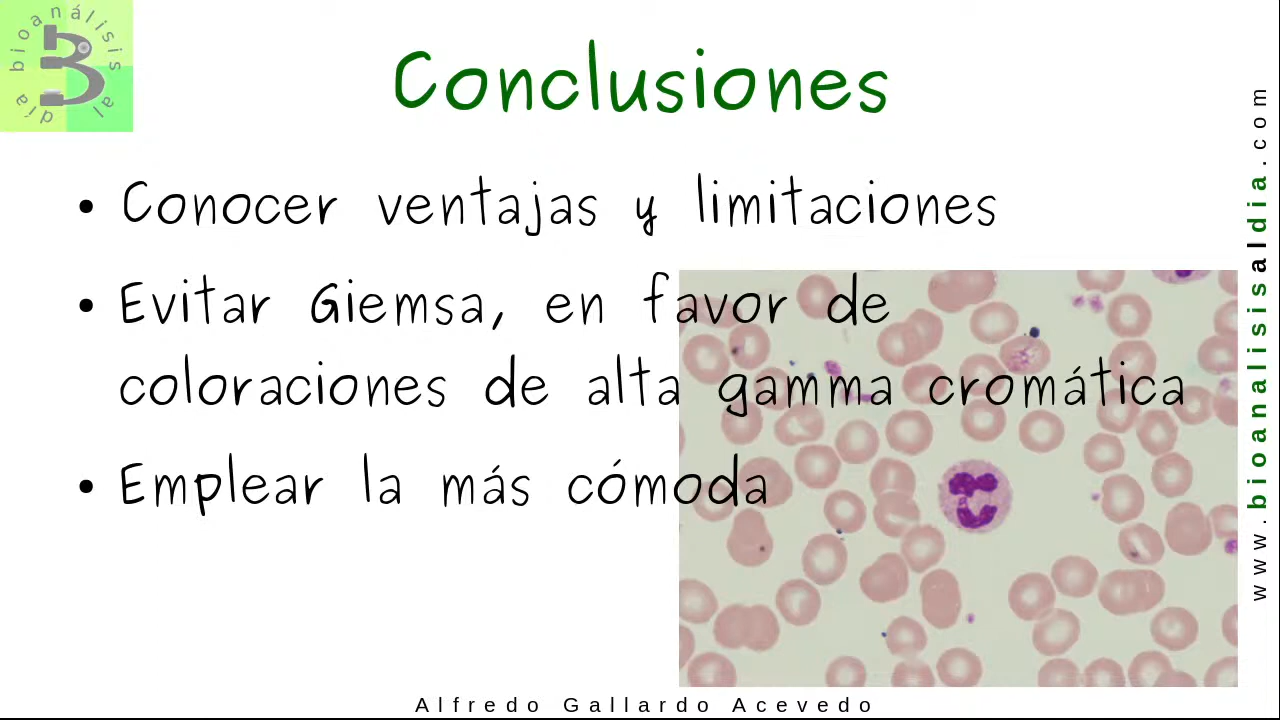 bioanálisis al día
Conclusiones
• Conocer ventajas y limitaciones
• Evitar Giemsa, en favor de
coloraciones de alta gamma cromática
• Emplear la más cómoda
www.bioanalisisaldia.com
Alfredo Gallardo Acevedo